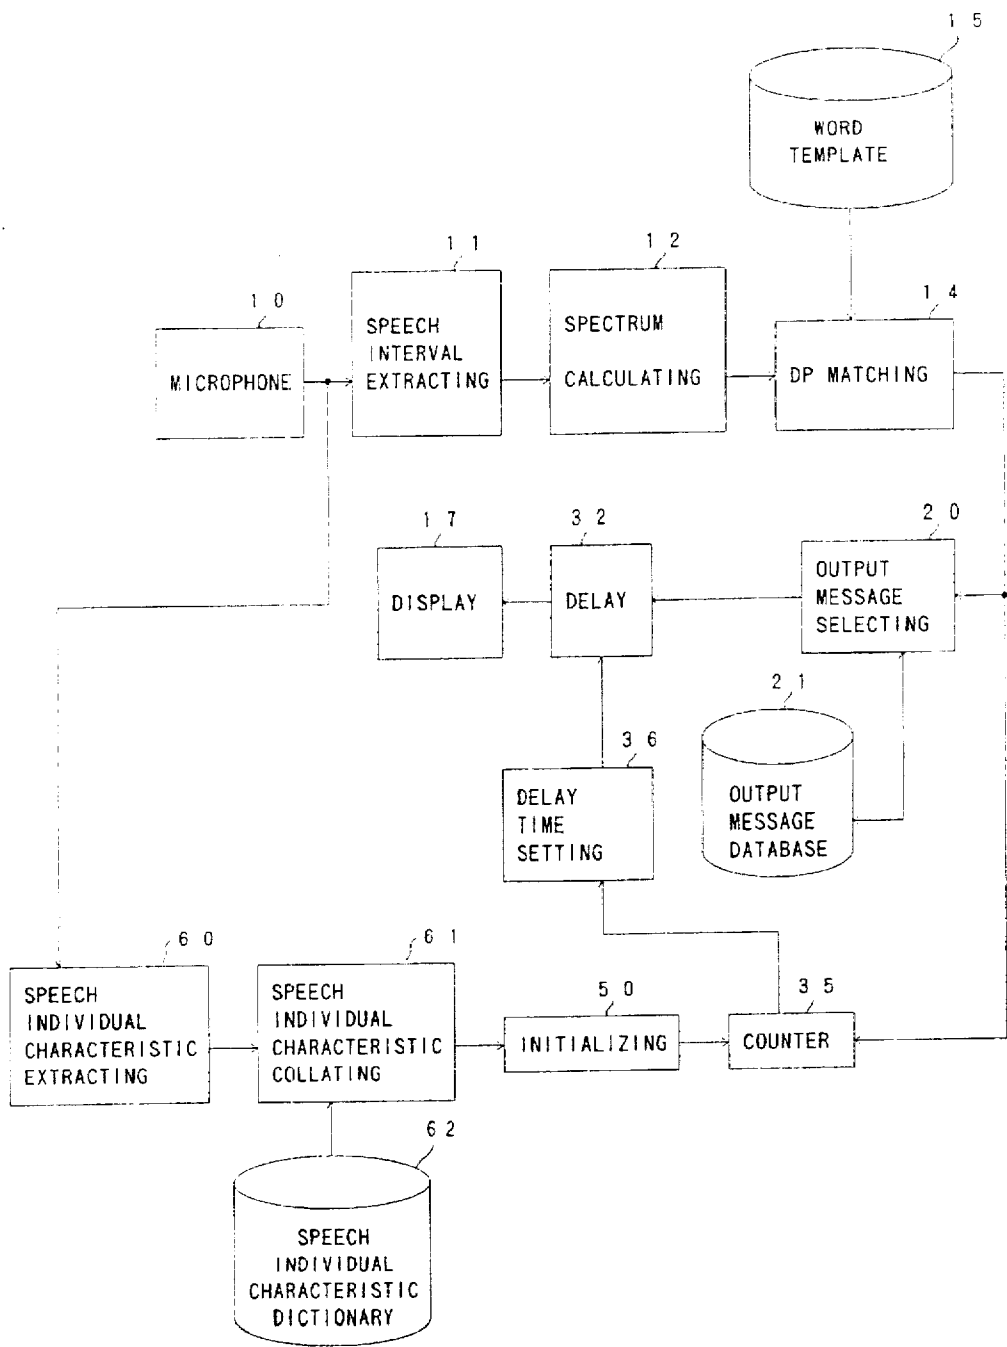 15
WORD
TEMPLATE
11
12
10
14
SPEECH
INTERVAL
EXTRACTING
SPECTRUM
CALCULATING
MICROPHONE
DP MATCHING
17
32
20
DISPLAY
DELAY
OUTPUT
MESSAGE
SELECTING
21
36
DELAY
TIME
SETTING
OUTPUT
MESSAGE
DATABASE
60
61
50
35
SPEECH
INDIVIDUAL
CHARACTERISTIC
EXTRACTING
SPEECH
INDIVIDUAL
CHARACTERISTIC
COLLATING
INITIALIZING
COUNTER
62
SPEECH
INDIVIDUAL
CHARACTERISTIC
DICTIONARY